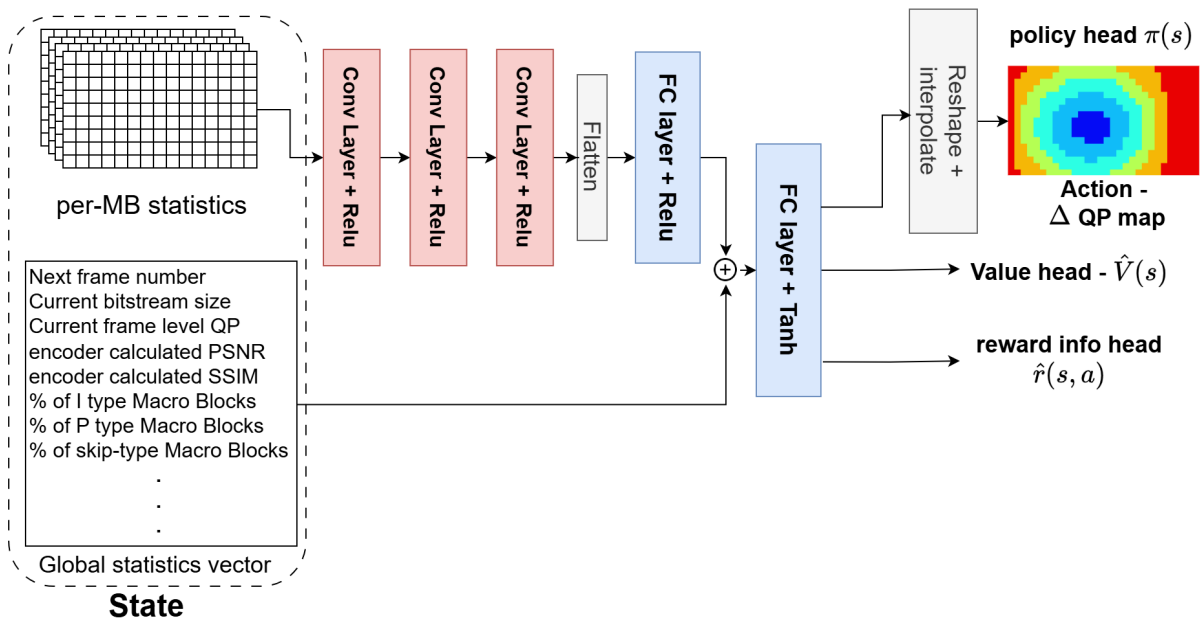 per-MB statistics
Next frame number
Current bitstream size
Current frame level QP
encoder calculated PSNR
encoder calculated SSIM
% of I type Macro Blocks
% of P type Macro Blocks
% of skip-type Macro Blocks
.
.
.
Global statistics vector
State
Conv Layer + Relu
Conv Layer + Relu
Conv Layer + Relu
Flatten
FC layer + Relu
+
FC layer + Tanh
Reshape +
interpolate
policy head π(s)
Action -
Δ QP map
Value head - V̂(s)
reward info head
r̂(s, a)